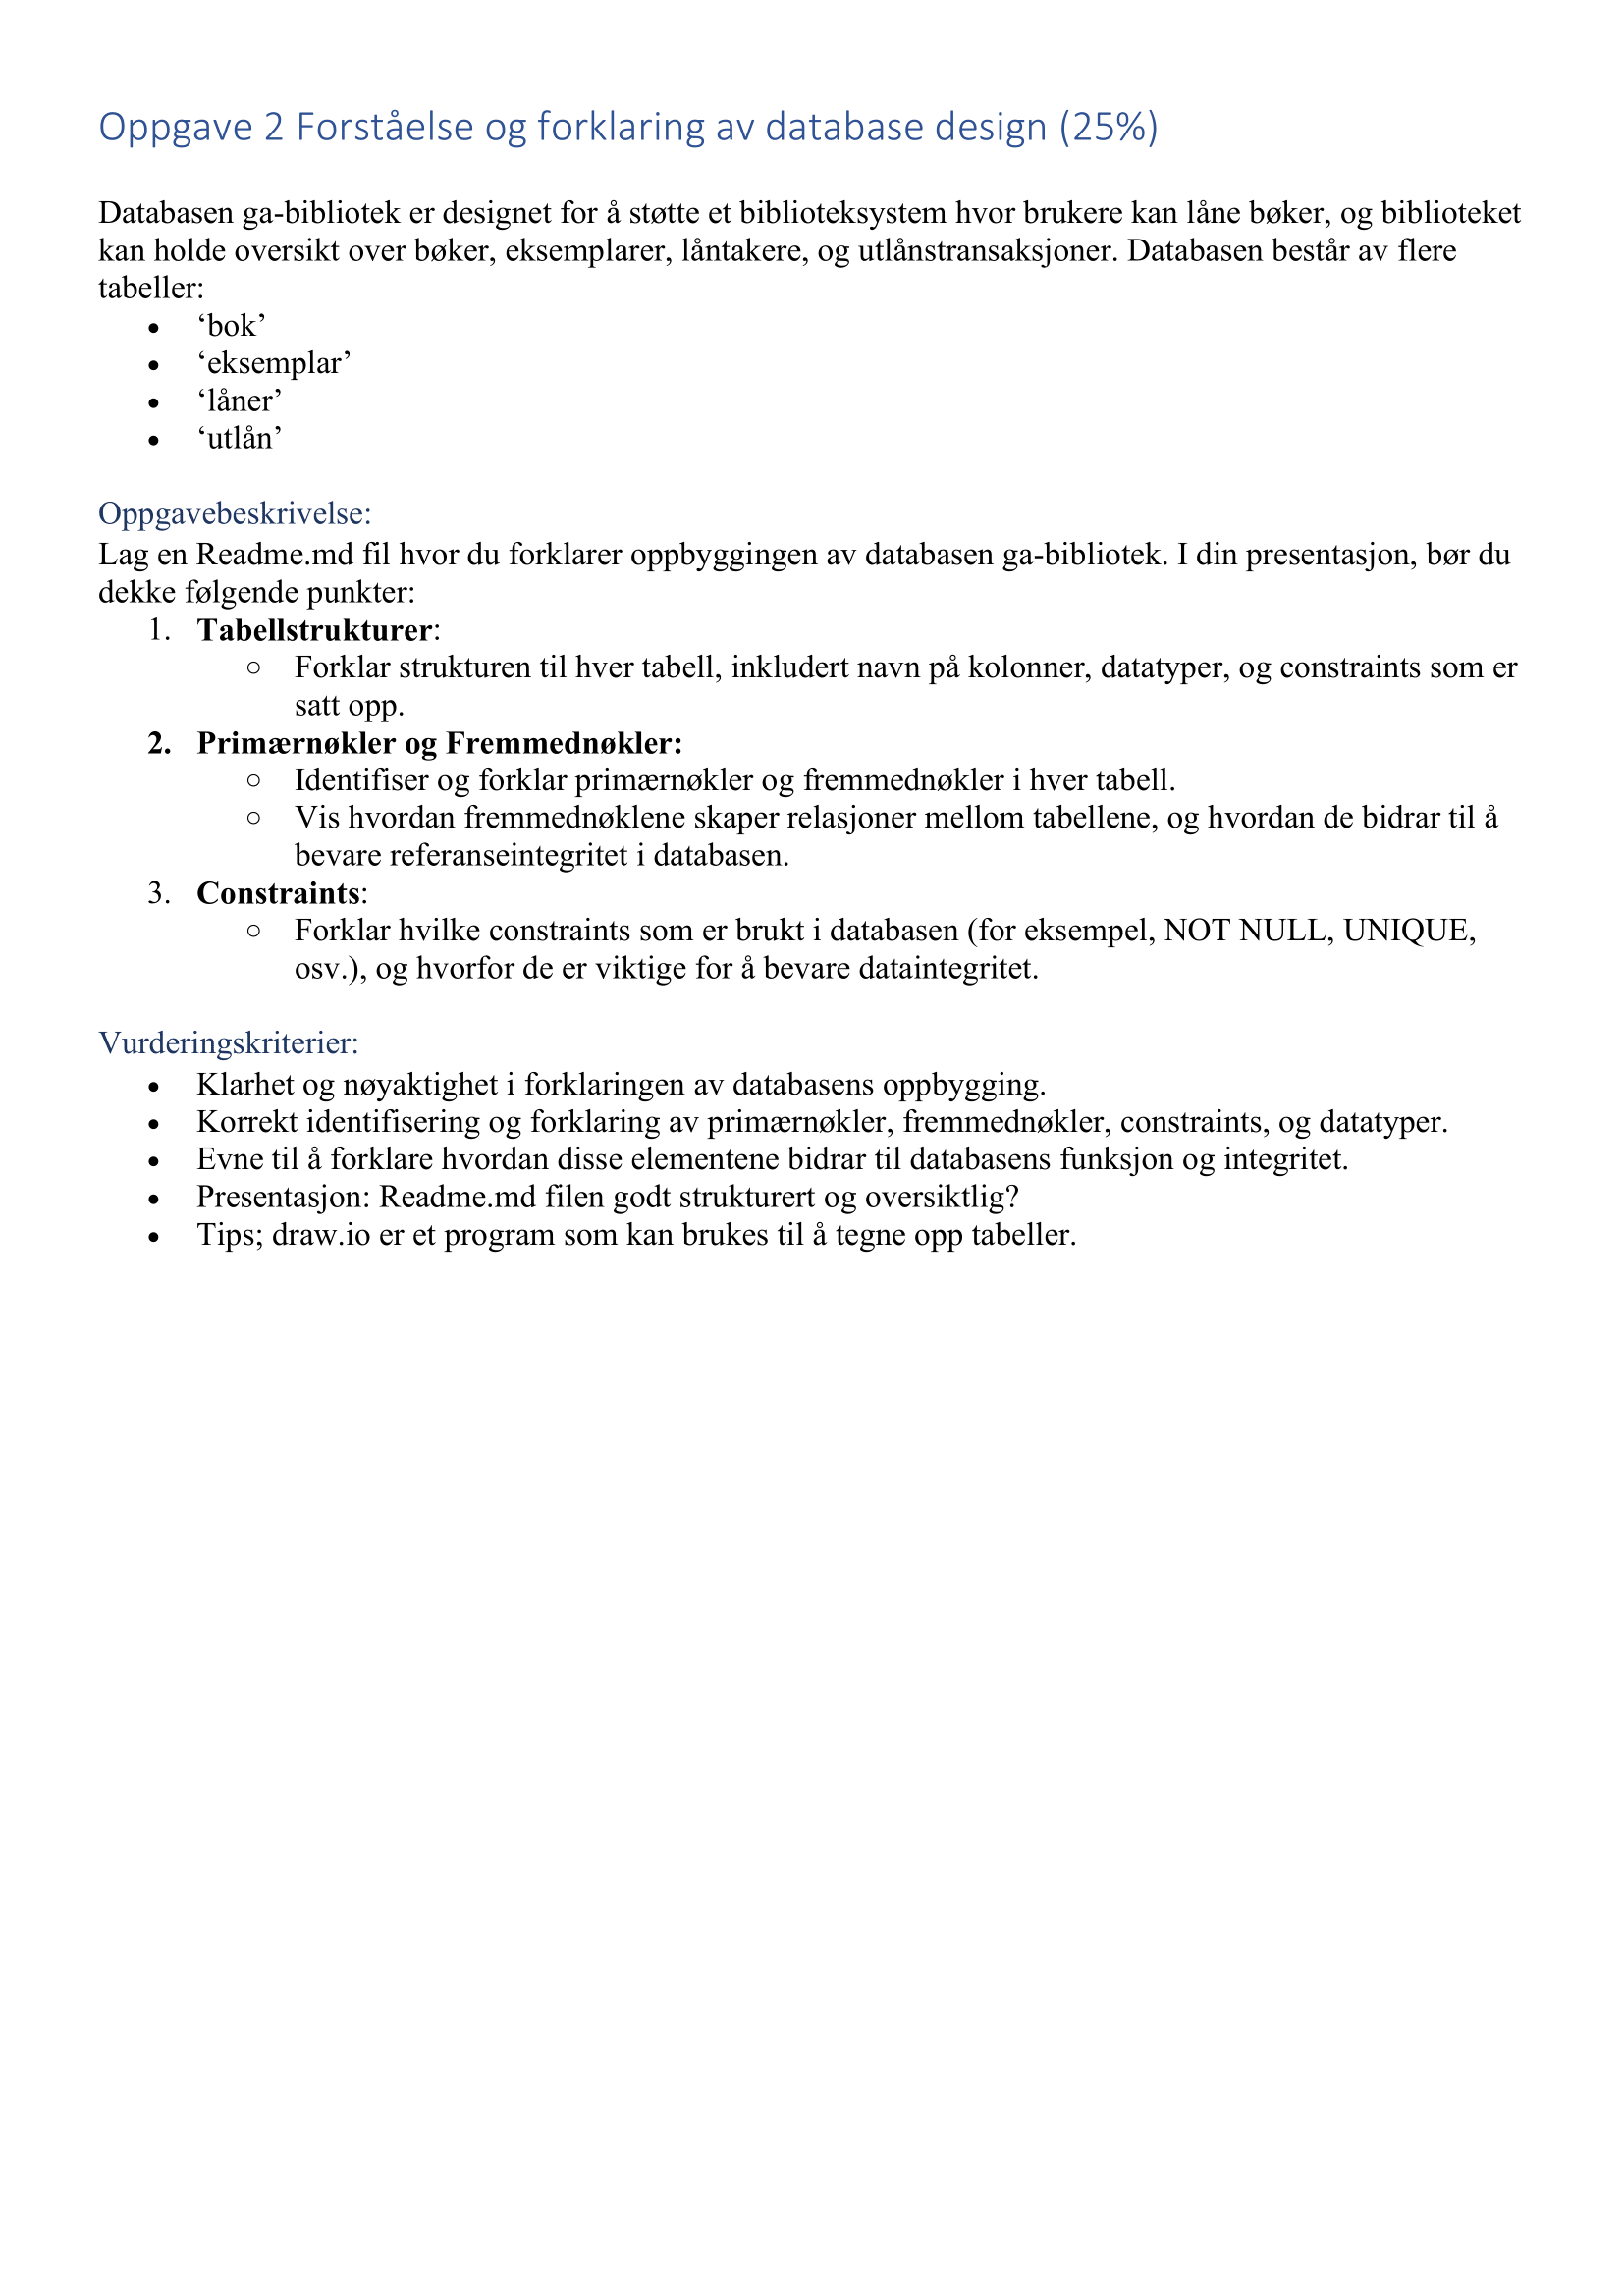 Oppgave 2 Forståelse og forklaring av database design (25%)
Databasen ga-bibliotek er designet for å støtte et biblioteksystem hvor brukere kan låne bøker, og biblioteket
kan holde oversikt over bøker, eksemplarer, låntakere, og utlånstransaksjoner. Databasen består av flere
tabeller:
• ‘bok’
• ‘eksemplar’
• ‘låner’
• ‘utlån’
Oppgavebeskrivelse:
Lag en Readme.md fil hvor du forklarer oppbyggingen av databasen ga-bibliotek. I din presentasjon, bør du
dekke følgende punkter:
1. Tabellstrukturer:
○ Forklar strukturen til hver tabell, inkludert navn på kolonner, datatyper, og constraints som er
satt opp.
2. Primærnøkler og Fremmednøkler:
○ Identifiser og forklar primærnøkler og fremmednøkler i hver tabell.
○ Vis hvordan fremmednøklene skaper relasjoner mellom tabellene, og hvordan de bidrar til å
bevare referanseintegritet i databasen.
3. Constraints:
○ Forklar hvilke constraints som er brukt i databasen (for eksempel, NOT NULL, UNIQUE,
osv.), og hvorfor de er viktige for å bevare dataintegritet.
Vurderingskriterier:
• Klarhet og nøyaktighet i forklaringen av databasens oppbygging.
• Korrekt identifisering og forklaring av primærnøkler, fremmednøkler, constraints, og datatyper.
• Evne til å forklare hvordan disse elementene bidrar til databasens funksjon og integritet.
• Presentasjon: Readme.md filen godt strukturert og oversiktlig?
• Tips; draw.io er et program som kan brukes til å tegne opp tabeller.